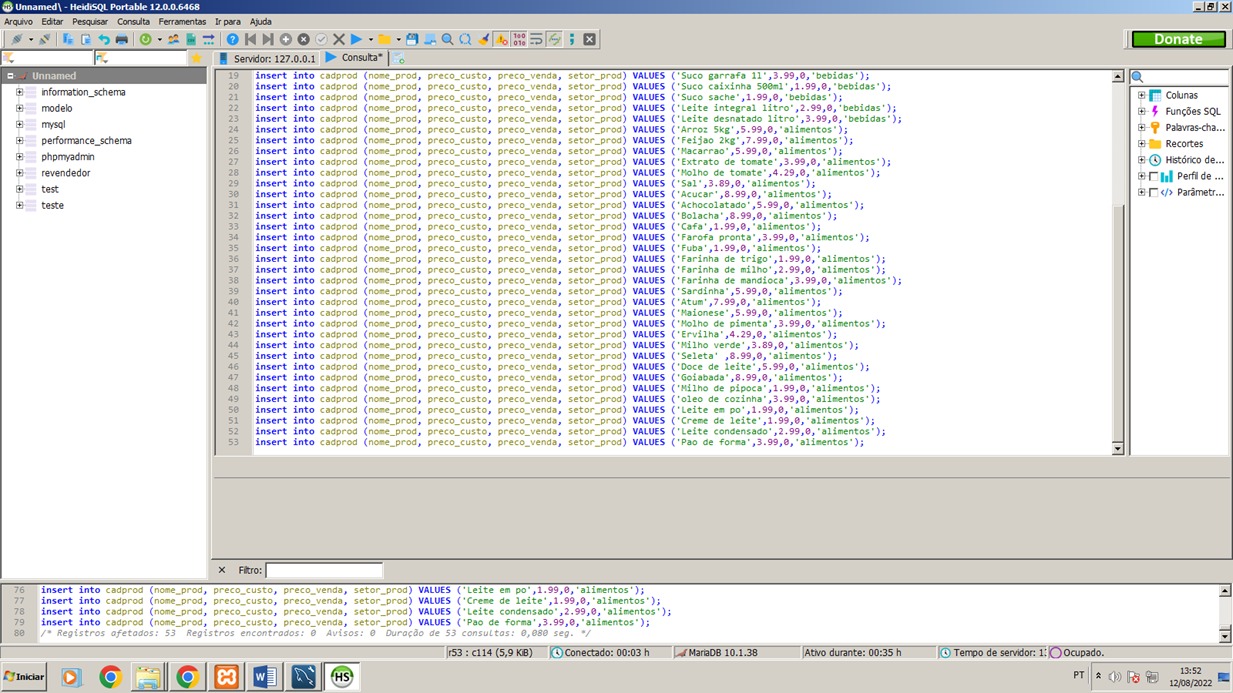 Unnamed\ - HeidiSQL Portable 12.0.0.6468
Arquivo Editar Pesquisar Consulta Ferramentas Ir para Ajuda
Donate
Servidor: 127.0.0.1 Consulta*
Unnamed
information_schema
modelo
mysql
performance_schema
phpmyadmin
revendedor
test
teste
19 insert into cadprod (nome_prod, preco_custo, preco_venda, setor_prod) VALUES ('Suco garrafa 1l',3.99,0,'bebidas');
20 insert into cadprod (nome_prod, preco_custo, preco_venda, setor_prod) VALUES ('Suco caixinha 500ml',1.99,0,'bebidas');
21 insert into cadprod (nome_prod, preco_custo, preco_venda, setor_prod) VALUES ('Suco sache',1.99,0,'bebidas');
22 insert into cadprod (nome_prod, preco_custo, preco_venda, setor_prod) VALUES ('Leite integral litro',2.99,0,'bebidas');
23 insert into cadprod (nome_prod, preco_custo, preco_venda, setor_prod) VALUES ('Leite desnatado litro',3.99,0,'bebidas');
24 insert into cadprod (nome_prod, preco_custo, preco_venda, setor_prod) VALUES ('Arroz 5kg',5.99,0,'alimentos');
25 insert into cadprod (nome_prod, preco_custo, preco_venda, setor_prod) VALUES ('Feijao 2kg',7.99,0,'alimentos');
26 insert into cadprod (nome_prod, preco_custo, preco_venda, setor_prod) VALUES ('Macarrao',5.99,0,'alimentos');
27 insert into cadprod (nome_prod, preco_custo, preco_venda, setor_prod) VALUES ('Extrato de tomate',3.99,0,'alimentos');
28 insert into cadprod (nome_prod, preco_custo, preco_venda, setor_prod) VALUES ('Molho de tomate',4.29,0,'alimentos');
29 insert into cadprod (nome_prod, preco_custo, preco_venda, setor_prod) VALUES ('Sal',3.89,0,'alimentos');
30 insert into cadprod (nome_prod, preco_custo, preco_venda, setor_prod) VALUES ('Acucar',8.99,0,'alimentos');
31 insert into cadprod (nome_prod, preco_custo, preco_venda, setor_prod) VALUES ('Achocolatado',5.99,0,'alimentos');
32 insert into cadprod (nome_prod, preco_custo, preco_venda, setor_prod) VALUES ('Bolacha',8.99,0,'alimentos');
33 insert into cadprod (nome_prod, preco_custo, preco_venda, setor_prod) VALUES ('Cafa',1.99,0,'alimentos');
34 insert into cadprod (nome_prod, preco_custo, preco_venda, setor_prod) VALUES ('Farofa pronta',3.99,0,'alimentos');
35 insert into cadprod (nome_prod, preco_custo, preco_venda, setor_prod) VALUES ('Fuba',1.99,0,'alimentos');
36 insert into cadprod (nome_prod, preco_custo, preco_venda, setor_prod) VALUES ('Farinha de trigo',1.99,0,'alimentos');
37 insert into cadprod (nome_prod, preco_custo, preco_venda, setor_prod) VALUES ('Farinha de milho',2.99,0,'alimentos');
38 insert into cadprod (nome_prod, preco_custo, preco_venda, setor_prod) VALUES ('Farinha de mandioca',3.99,0,'alimentos');
39 insert into cadprod (nome_prod, preco_custo, preco_venda, setor_prod) VALUES ('Sardinha',5.99,0,'alimentos');
40 insert into cadprod (nome_prod, preco_custo, preco_venda, setor_prod) VALUES ('Atum',7.99,0,'alimentos');
41 insert into cadprod (nome_prod, preco_custo, preco_venda, setor_prod) VALUES ('Maionese',5.99,0,'alimentos');
42 insert into cadprod (nome_prod, preco_custo, preco_venda, setor_prod) VALUES ('Molho de pimenta',3.99,0,'alimentos');
43 insert into cadprod (nome_prod, preco_custo, preco_venda, setor_prod) VALUES ('Ervilha',4.29,0,'alimentos');
44 insert into cadprod (nome_prod, preco_custo, preco_venda, setor_prod) VALUES ('Milho verde',3.89,0,'alimentos');
45 insert into cadprod (nome_prod, preco_custo, preco_venda, setor_prod) VALUES ('Seleta' ,8.99,0,'alimentos');
46 insert into cadprod (nome_prod, preco_custo, preco_venda, setor_prod) VALUES ('Doce de leite',5.99,0,'alimentos');
47 insert into cadprod (nome_prod, preco_custo, preco_venda, setor_prod) VALUES ('Goiabada',8.99,0,'alimentos');
48 insert into cadprod (nome_prod, preco_custo, preco_venda, setor_prod) VALUES ('Milho de pipoca',1.99,0,'alimentos');
49 insert into cadprod (nome_prod, preco_custo, preco_venda, setor_prod) VALUES ('oleo de cozinha',3.99,0,'alimentos');
50 insert into cadprod (nome_prod, preco_custo, preco_venda, setor_prod) VALUES ('Leite em po',1.99,0,'alimentos');
51 insert into cadprod (nome_prod, preco_custo, preco_venda, setor_prod) VALUES ('Creme de leite',1.99,0,'alimentos');
52 insert into cadprod (nome_prod, preco_custo, preco_venda, setor_prod) VALUES ('Leite condensado',2.99,0,'alimentos');
53 insert into cadprod (nome_prod, preco_custo, preco_venda, setor_prod) VALUES ('Pao de forma',3.99,0,'alimentos');
Colunas
Funções SQL
Palavras-cha...
Recortes
Histórico de...
Perfil de ...
Parâmetr...
Filtro:
76 insert into cadprod (nome_prod, preco_custo, preco_venda, setor_prod) VALUES ('Leite em po',1.99,0,'alimentos');
77 insert into cadprod (nome_prod, preco_custo, preco_venda, setor_prod) VALUES ('Creme de leite',1.99,0,'alimentos');
78 insert into cadprod (nome_prod, preco_custo, preco_venda, setor_prod) VALUES ('Leite condensado',2.99,0,'alimentos');
79 insert into cadprod (nome_prod, preco_custo, preco_venda, setor_prod) VALUES ('Pao de forma',3.99,0,'alimentos');
80 /* Registros afetados: 53 Registros encontrados: 0 Avisos: 0 Duração de 53 consultas: 0,080 seg. */
r53 : c114 (5,9 KiB) Conectado: 00:03 h MariaDB 10.1.38 Ativo durante: 00:35 h Tempo de servidor: 13 Ocupado.
Iniciar PT 13:52
12/08/2022